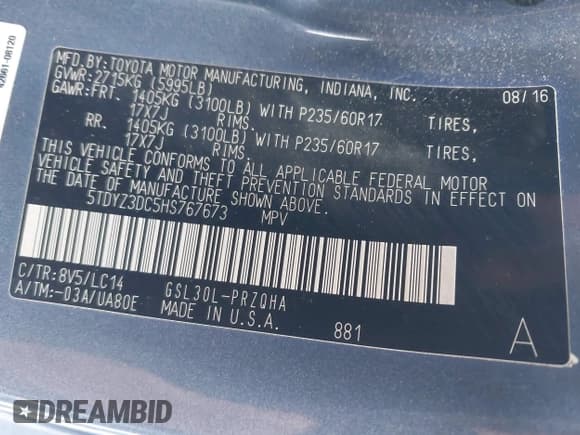 42661-08120
MFD.BY:TOYOTA MOTOR MANUFACTURING, INDIANA, INC. 08/16
GVWR:2715KG (5995LB)
GAWR:FRT. 1405KG (3100LB) WITH P235/60R17 TIRES,
17X7J RIMS.
RR. 1405KG (3100LB) WITH P235/60R17 TIRES,
17X7J RIMS.
THIS VEHICLE CONFORMS TO ALL APPLICABLE FEDERAL MOTOR
VEHICLE SAFETY AND THEFT PREVENTION STANDARDS IN EFFECT ON
THE DATE OF MANUFACTURE SHOWN ABOVE.
5TDYZ3DC5HS767673 MPV
C/TR:8V5/LC14 GSL30L-PRZQHA
A/TM:-03A/UA80E MADE IN U.S.A. 881 A
DREAMBID